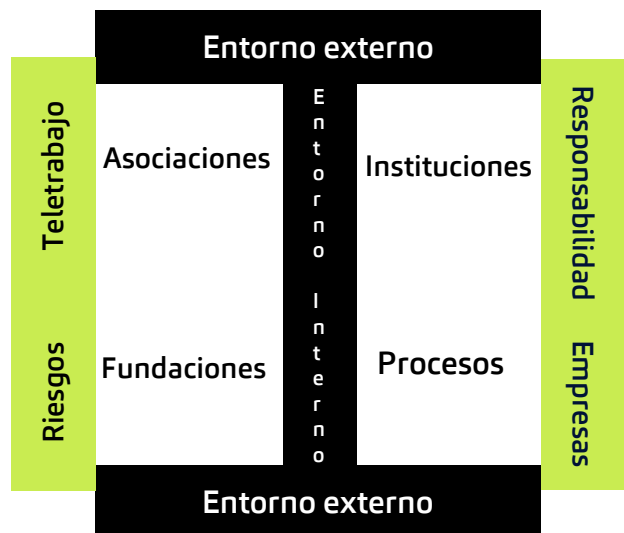 Entorno externo
Teletrabajo
Riesgos
Asociaciones
Fundaciones
Entorno Interno
Instituciones
Procesos
Responsabilidad
Empresas
Entorno externo